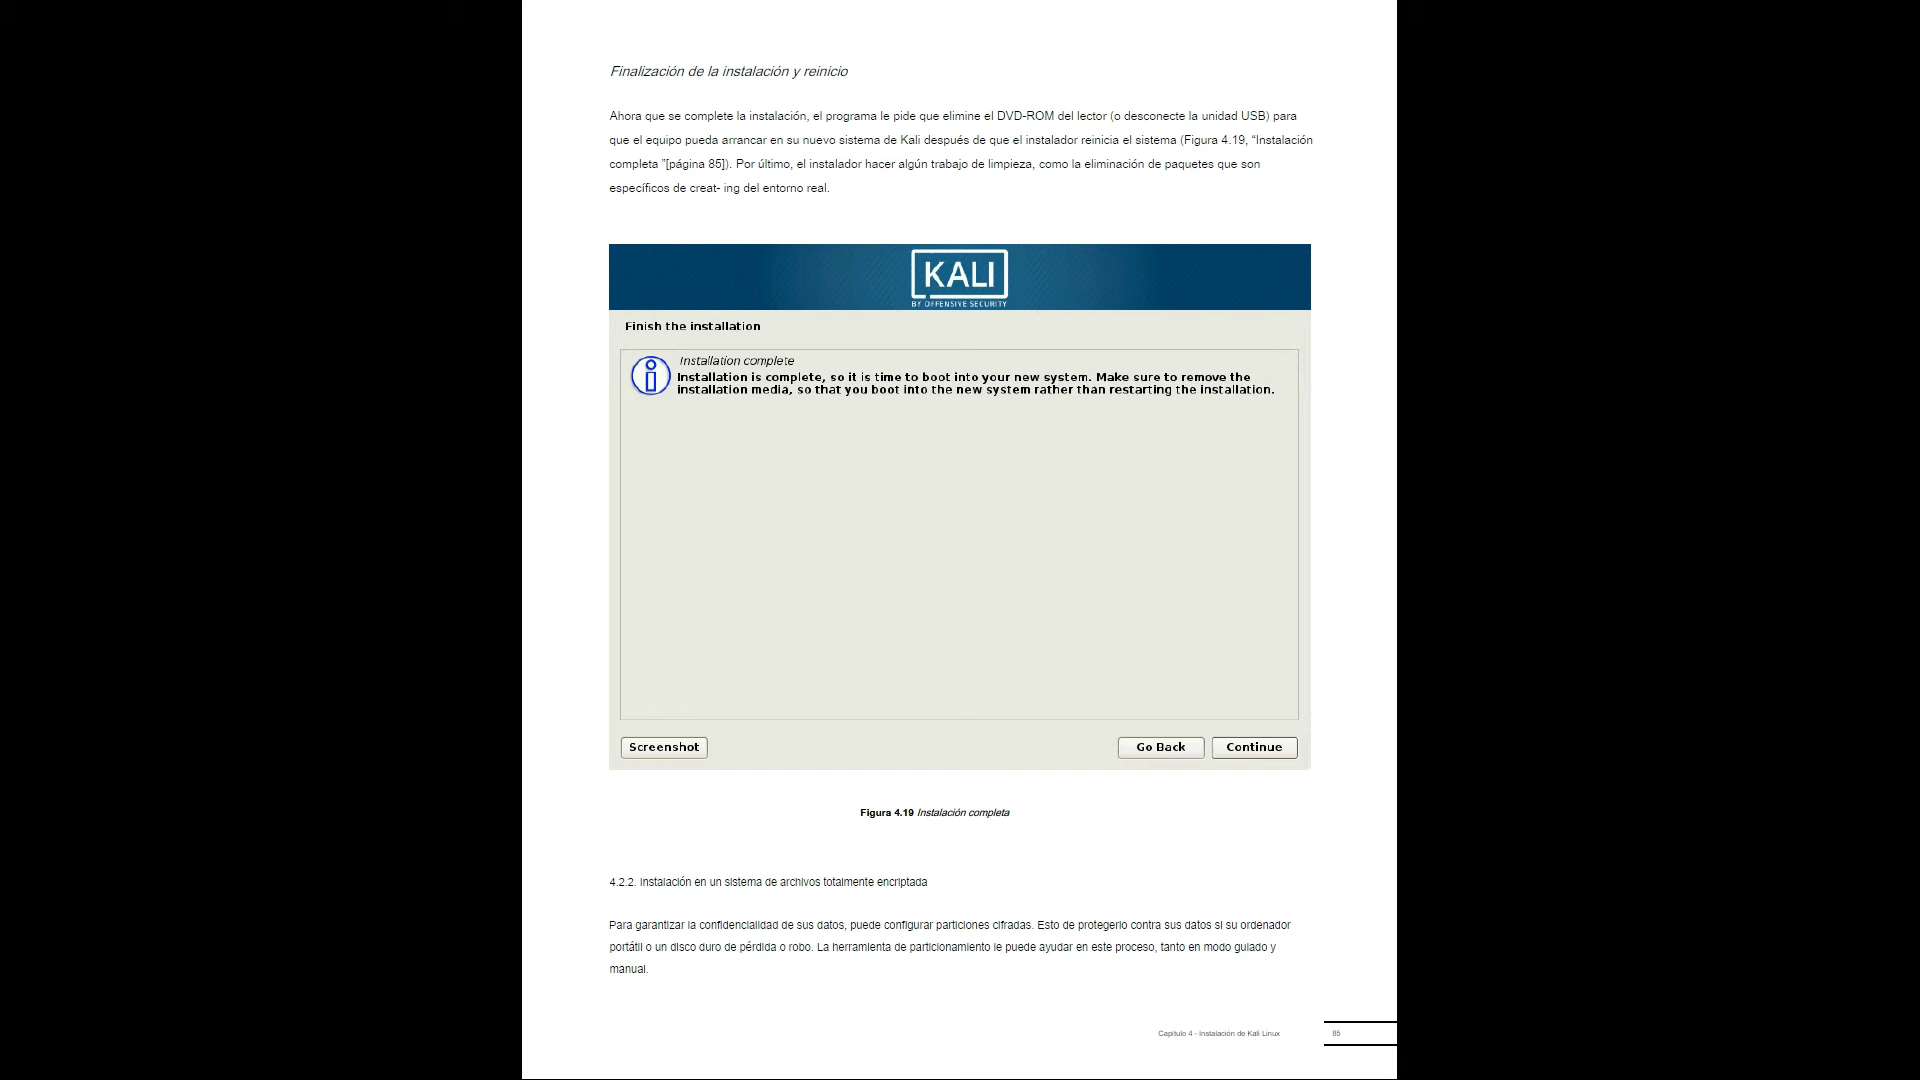 Finalización de la instalación y reinicio
Ahora que se complete la instalación, el programa le pide que elimine el DVD-ROM del lector (o desconecte la unidad USB) para
que el equipo pueda arrancar en su nuevo sistema de Kali después de que el instalador reinicia el sistema (Figura 4.19, “Instalación
completa ”[página 85]). Por último, el instalador hacer algún trabajo de limpieza, como la eliminación de paquetes que son
específicos de creat- ing del entorno real.
KALI
BY OFFENSIVE SECURITY
Finish the installation
Installation complete
Installation is complete, so it is time to boot into your new system. Make sure to remove the
installation media, so that you boot into the new system rather than restarting the installation.
Screenshot
Go Back
Continue
Figura 4.19 Instalación completa
4.2.2. Instalación en un sistema de archivos totalmente encriptada
Para garantizar la confidencialidad de sus datos, puede configurar particiones cifradas. Esto de protegerlo contra sus datos si su ordenador
portátil o un disco duro de pérdida o robo. La herramienta de particionamiento le puede ayudar en este proceso, tanto en modo guiado y
manual.
Capítulo 4 - Instalación de Kali Linux
85